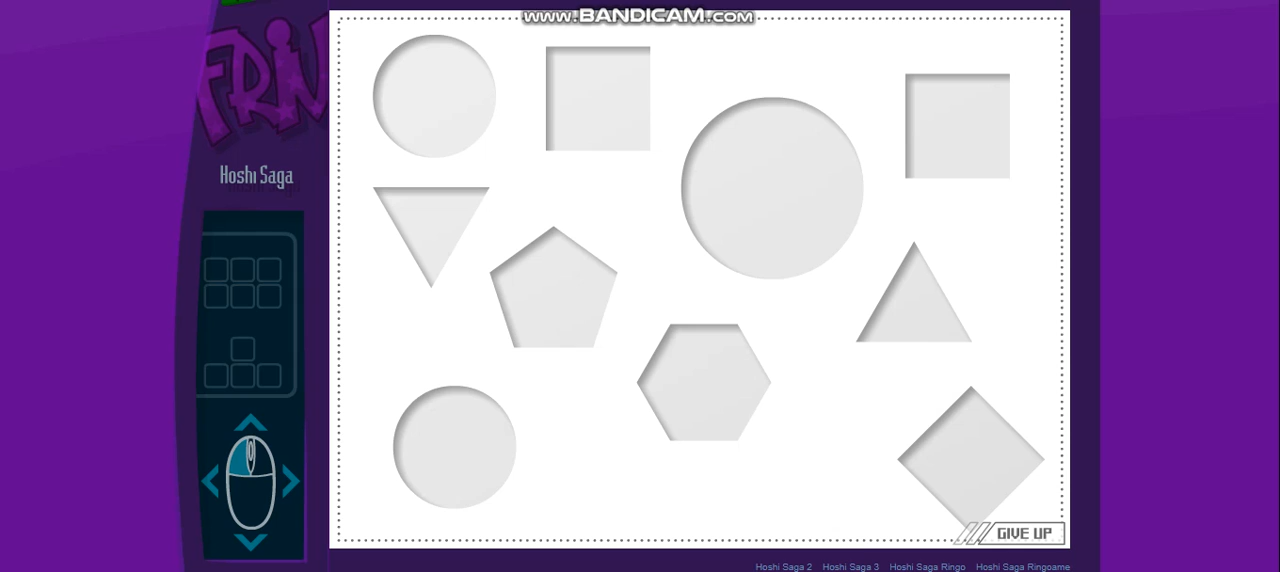 WWW.BANDICAM.COM
FRIV
Hoshi Saga
GIVE UP
Hoshi Saga 2 Hoshi Saga 3 Hoshi Saga Ringo Hoshi Saga Ringoame